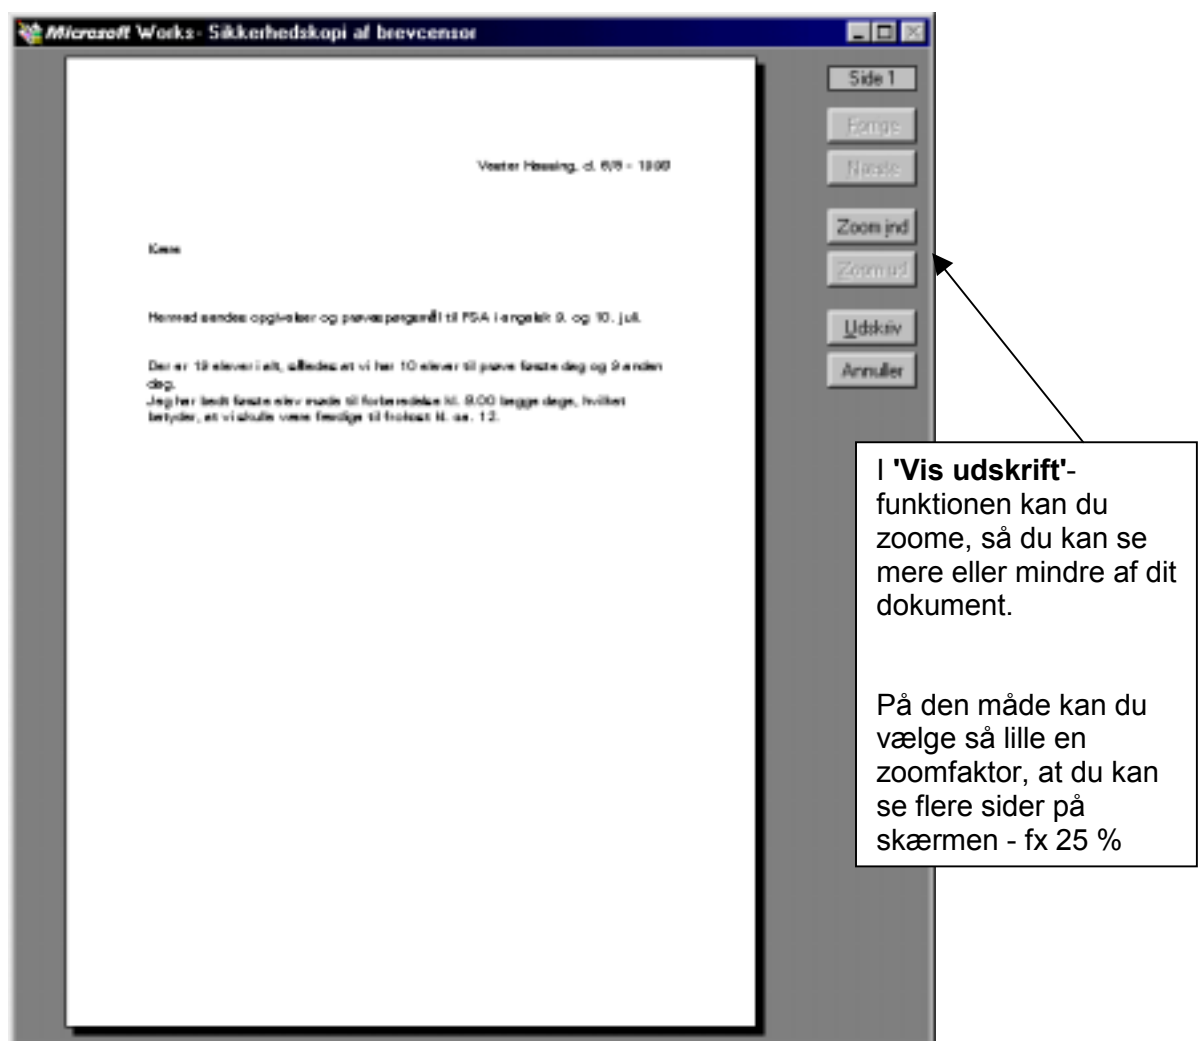 Microsoft Works - Sikkerhedskopi af brevcensor
Side 1
Forrige
Næste
Zoom ind
Zoom ud
Udskriv
Annuller
Vester Hassing, d.
Kære
Hermed sendes opgivelser og prøvespørgsmål til FSA i engelsk 9. og 10. juli.
Der er 19 elever i alt, således at vi har 10 elever til prøve første dag og 9 anden
dag.
Jeg har bedt første elev møde til forberedelse kl. 8.00 begge dage, hvilket
betyder, at vi skulle være færdige til frokost kl. ca. 12.
I 'Vis udskrift'-
funktionen kan du
zoome, så du kan se
mere eller mindre af dit
dokument.
På den måde kan du
vælge så lille en
zoomfaktor, at du kan
se flere sider på
skærmen - fx 25 %